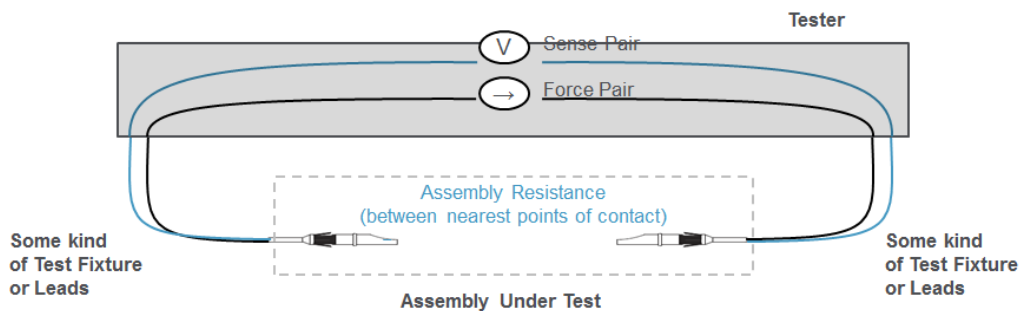 Tester
V
Sense Pair
→
Force Pair
Assembly Resistance
(between nearest points of contact)
Some kind
of Test Fixture
or Leads
Some kind
of Test Fixture
or Leads
Assembly Under Test